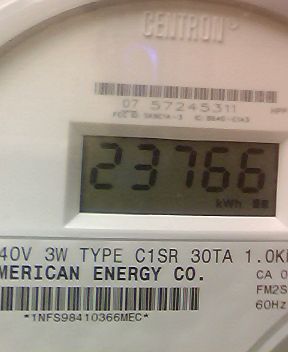 CENTRON
07 57245311
23766
kWh
40V 3W TYPE C1SR 30TA 1.0K
MERICAN ENERGY CO.
CA 0
FM2S
60Hz
*1NFS98410366MEC*